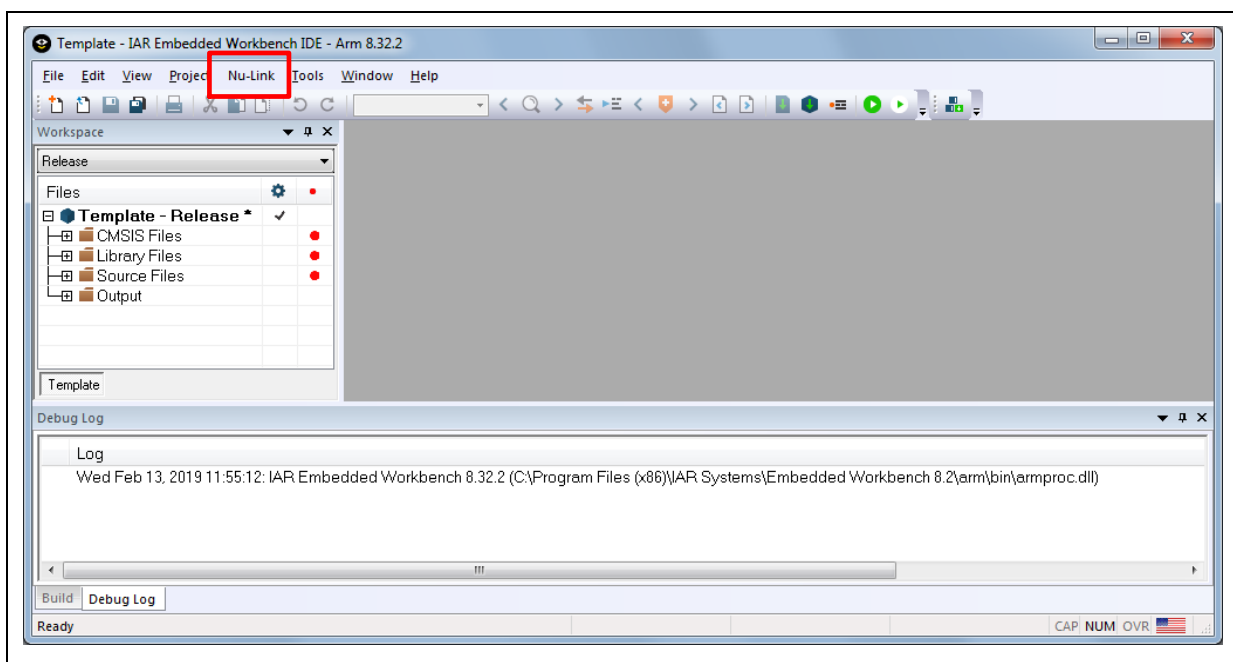 Template - IAR Embedded Workbench IDE - Arm 8.32.2
File Edit View Project Nu-Link Tools Window Help
Workspace
Release
Files
Template - Release *
CMSIS Files
Library Files
Source Files
Output
Template
Debug Log
Log
Wed Feb 13, 2019 11:55:12: IAR Embedded Workbench 8.32.2 (C:\Program Files (x86)\IAR Systems\Embedded Workbench 8.2\arm\bin\armproc.dll)
Build Debug Log
Ready CAP NUM OVR